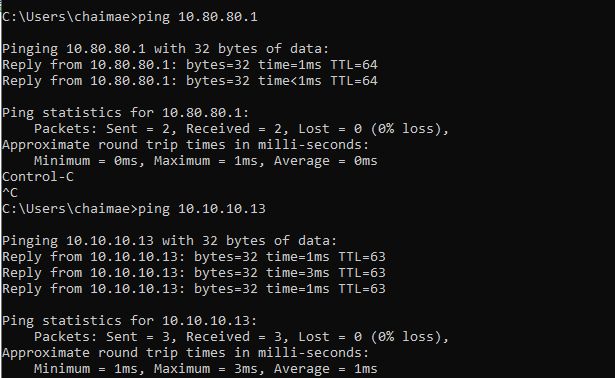 C:\Users\chaimae>ping 10.80.80.1
Pinging 10.80.80.1 with 32 bytes of data:
Reply from 10.80.80.1: bytes=32 time=1ms TTL=64
Reply from 10.80.80.1: bytes=32 time<1ms TTL=64
Ping statistics for 10.80.80.1:
    Packets: Sent = 2, Received = 2, Lost = 0 (0% loss),
Approximate round trip times in milli-seconds:
    Minimum = 0ms, Maximum = 1ms, Average = 0ms
Control-C
^C
C:\Users\chaimae>ping 10.10.10.13
Pinging 10.10.10.13 with 32 bytes of data:
Reply from 10.10.10.13: bytes=32 time=1ms TTL=63
Reply from 10.10.10.13: bytes=32 time=3ms TTL=63
Reply from 10.10.10.13: bytes=32 time=1ms TTL=63
Ping statistics for 10.10.10.13:
    Packets: Sent = 3, Received = 3, Lost = 0 (0% loss),
Approximate round trip times in milli-seconds:
    Minimum = 1ms, Maximum = 3ms, Average = 1ms